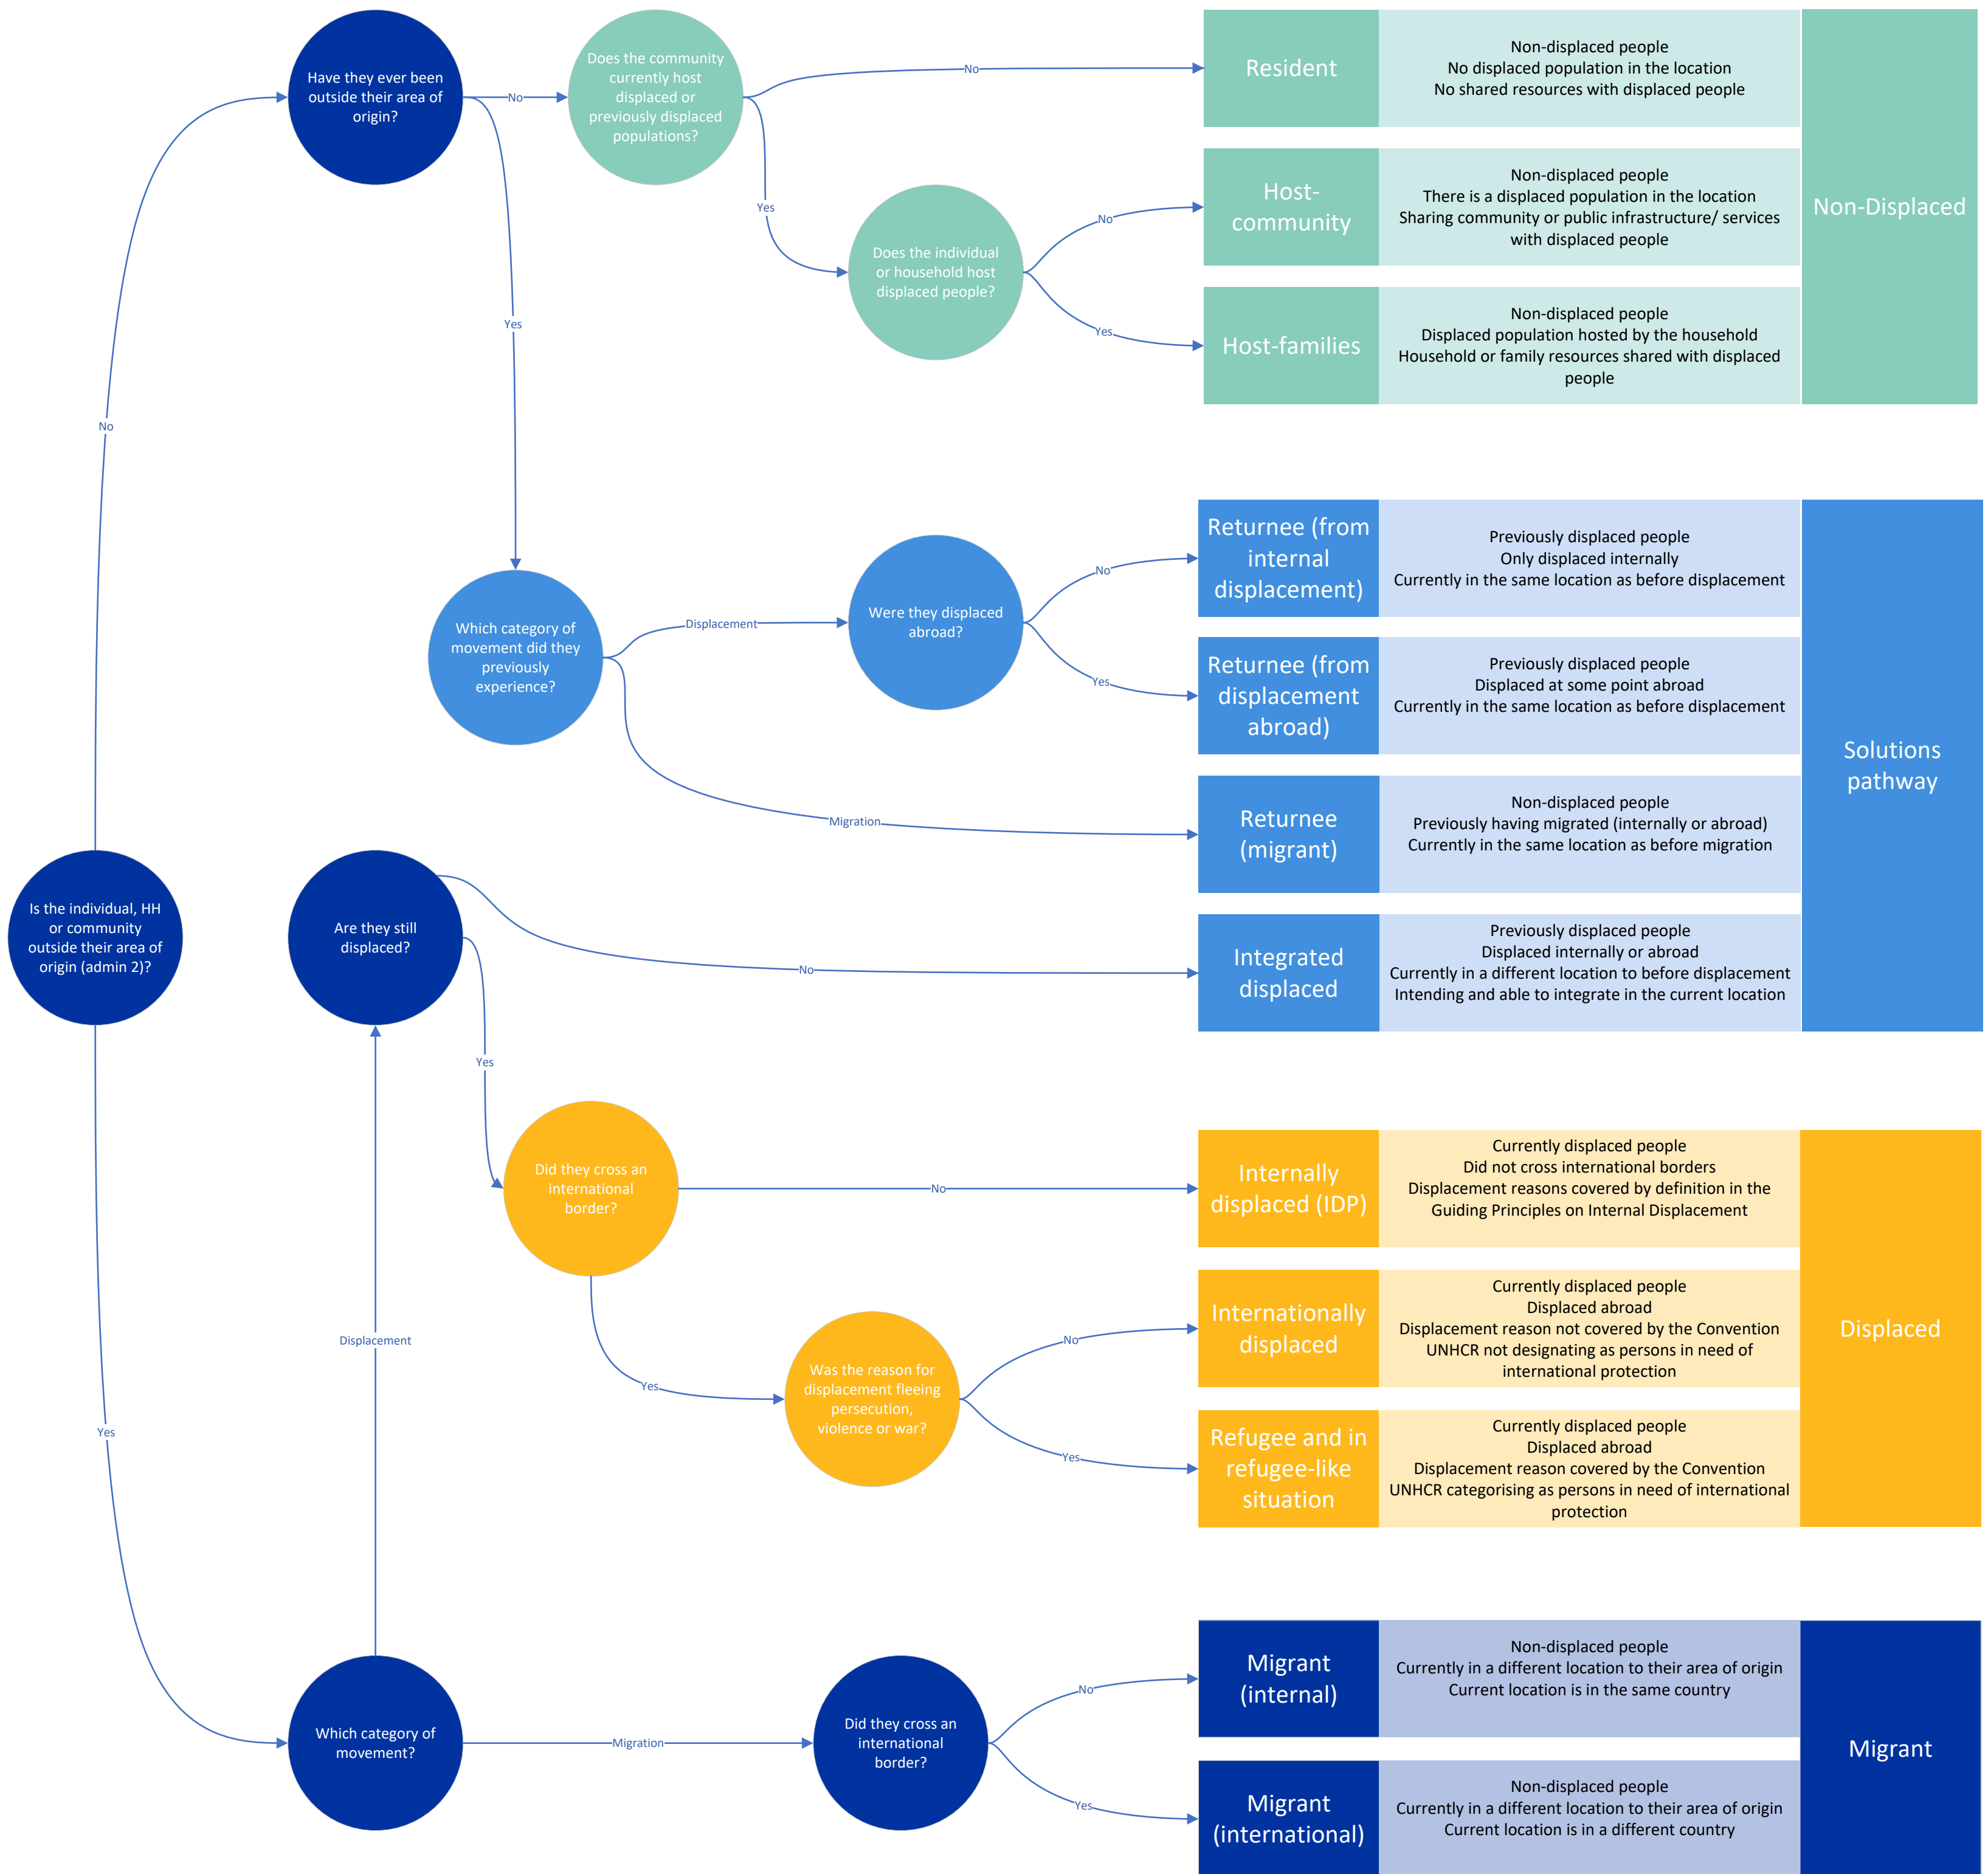 Have they ever been
outside their area of
origin?
No
Does the community
currently host
displaced or
previously displaced
populations?
No
Resident
Non-displaced people
No displaced population in the location
No shared resources with displaced people
Non-Displaced
Yes
Does the individual
or household host
displaced people?
No
Host-
community
Non-displaced people
There is a displaced population in the location
Sharing community or public infrastructure/ services
with displaced people
Yes
Host-families
Non-displaced people
Displaced population hosted by the household
Household or family resources shared with displaced
people
Yes
No
Which category of
movement did they
previously
experience?
Displacement
Were they displaced
abroad?
No
Returnee (from
internal
displacement)
Previously displaced people
Only displaced internally
Currently in the same location as before displacement
Yes
Returnee (from
displacement
abroad)
Previously displaced people
Displaced at some point abroad
Currently in the same location as before displacement
Solutions
pathway
Migration
Returnee
(migrant)
Non-displaced people
Previously having migrated (internally or abroad)
Currently in the same location as before migration
Is the individual, HH
or community
outside their area of
origin (admin 2)?
Are they still
displaced?
No
Integrated
displaced
Previously displaced people
Displaced internally or abroad
Currently in a different location to before displacement
Intending and able to integrate in the current location
Yes
Did they cross an
international
border?
No
Internally
displaced (IDP)
Currently displaced people
Did not cross international borders
Displacement reasons covered by definition in the
Guiding Principles on Internal Displacement
Yes
Was the reason for
displacement fleeing
persecution,
violence or war?
No
Internationally
displaced
Currently displaced people
Displaced abroad
Displacement reason not covered by the Convention
UNHCR not designating as persons in need of
international protection
Displaced
Yes
Refugee and in
refugee-like
situation
Currently displaced people
Displaced abroad
Displacement reason covered by the Convention
UNHCR categorising as persons in need of international
protection
Displacement
Yes
Which category of
movement?
Migration
Did they cross an
international
border?
No
Migrant
(internal)
Non-displaced people
Currently in a different location to their area of origin
Current location is in the same country
Migrant
Yes
Migrant
(international)
Non-displaced people
Currently in a different location to their area of origin
Current location is in a different country